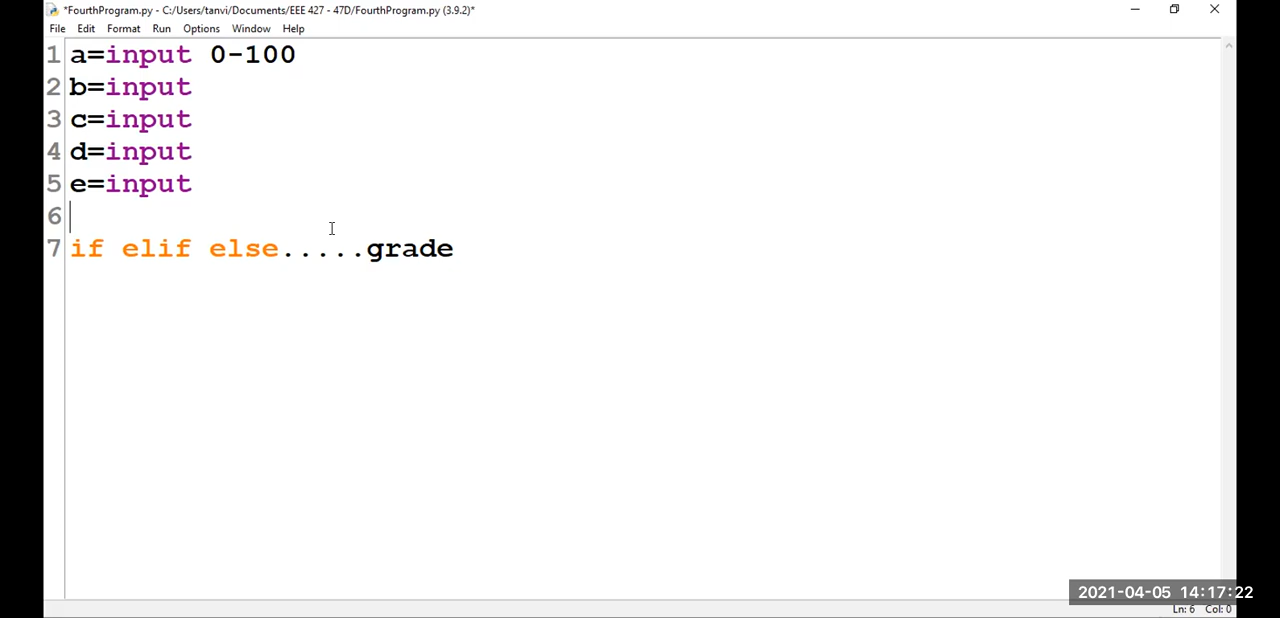 *FourthProgram.py - C:/Users/tanvi/Documents/EEE 427 - 47D/FourthProgram.py (3.9.2)*
File Edit Format Run Options Window Help
1 a=input 0-100
2 b=input
3 c=input
4 d=input
5 e=input
6
7 if elif else.....grade
2021-04-05 14:17:22
Ln: 6 Col: 0